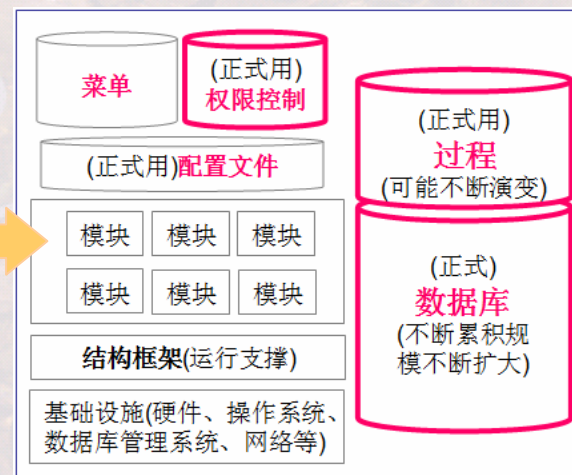 菜单
(正式用)
权限控制
(正式用)配置文件
模块 模块 模块
模块 模块 模块
结构框架(运行支撑)
基础设施(硬件、操作系统、
数据库管理系统、网络等)
(正式用)
过程
(可能不断演变)
(正式)
数据库
(不断累积规
模不断扩大)